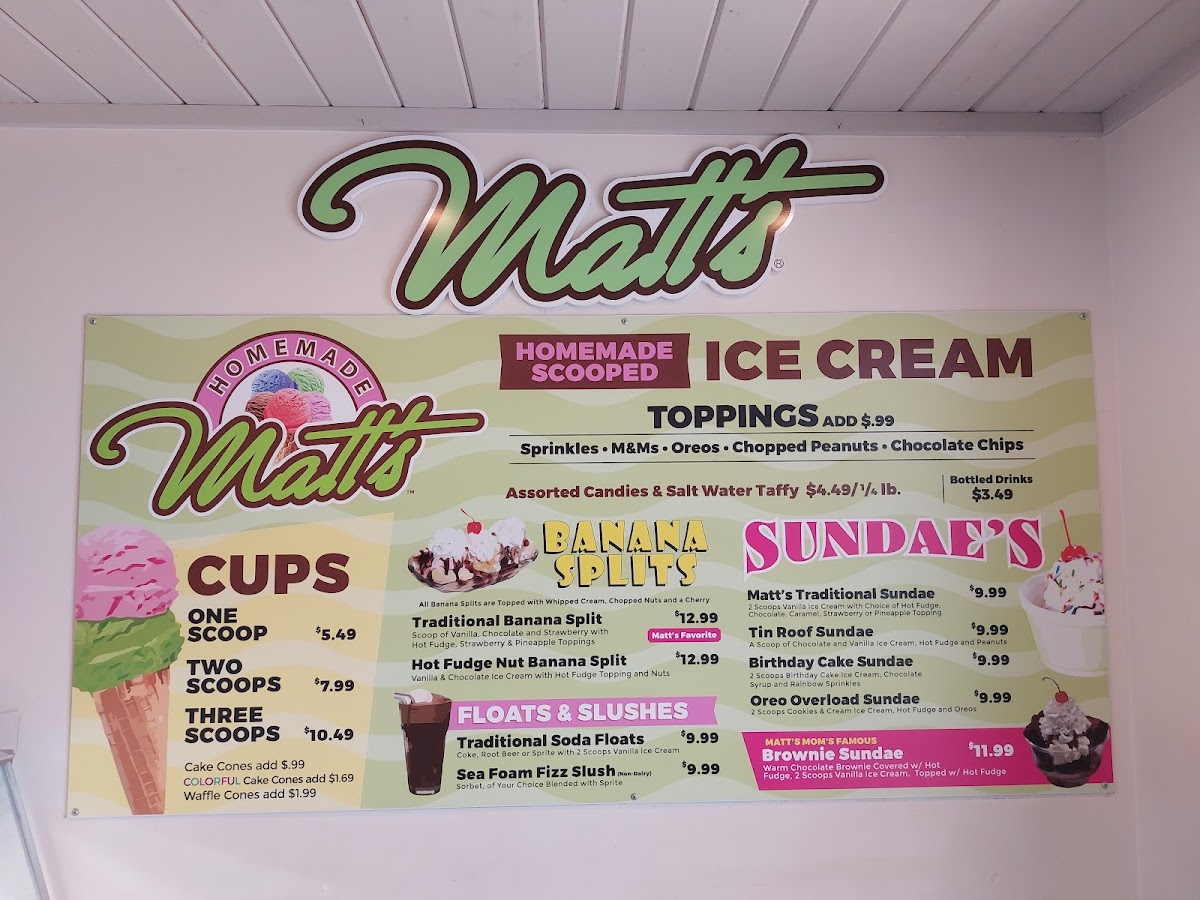 Matt's®
HOMEMADE
Matt's™
HOMEMADE
SCOOPED
ICE CREAM
TOPPINGS ADD $.99
Sprinkles • M&Ms • Oreos • Chopped Peanuts • Chocolate Chips
Assorted Candies & Salt Water Taffy $4.49/ 1/4 lb.
Bottled Drinks
$3.49
CUPS
ONE
SCOOP $5.49
TWO
SCOOPS $7.99
THREE
SCOOPS $10.49
Cake Cones add $.99
COLORFUL Cake Cones add $1.69
Waffle Cones add $1.99
BANANA
SPLITS
All Banana Splits are Topped with Whipped Cream, Chopped Nuts and a Cherry
Traditional Banana Split $12.99
Scoop of Vanilla, Chocolate and Strawberry with
Hot Fudge, Strawberry & Pineapple Toppings
Matt's Favorite
Hot Fudge Nut Banana Split $12.99
Vanilla & Chocolate Ice Cream with Hot Fudge Topping and Nuts
FLOATS & SLUSHES
Traditional Soda Floats $9.99
Coke, Root Beer or Sprite with 2 Scoops Vanilla Ice Cream
Sea Foam Fizz Slush (Non-Dairy) $9.99
Sorbet, of Your Choice Blended with Sprite
SUNDAE'S
Matt's Traditional Sundae $9.99
2 Scoops Vanilla Ice Cream with Choice of Hot Fudge,
Chocolate, Caramel, Strawberry or Pineapple Topping
Tin Roof Sundae $9.99
A Scoop of Chocolate and Vanilla Ice Cream, Hot Fudge and Peanuts
Birthday Cake Sundae $9.99
2 Scoops Birthday Cake Ice Cream, Chocolate
Syrup and Rainbow Sprinkles
Oreo Overload Sundae $9.99
2 Scoops Cookies & Cream Ice Cream, Hot Fudge and Oreos
MATT'S MOM'S FAMOUS
Brownie Sundae $11.99
Warm Chocolate Brownie Covered w/ Hot
Fudge, 2 Scoops Vanilla Ice Cream, Topped w/ Hot Fudge